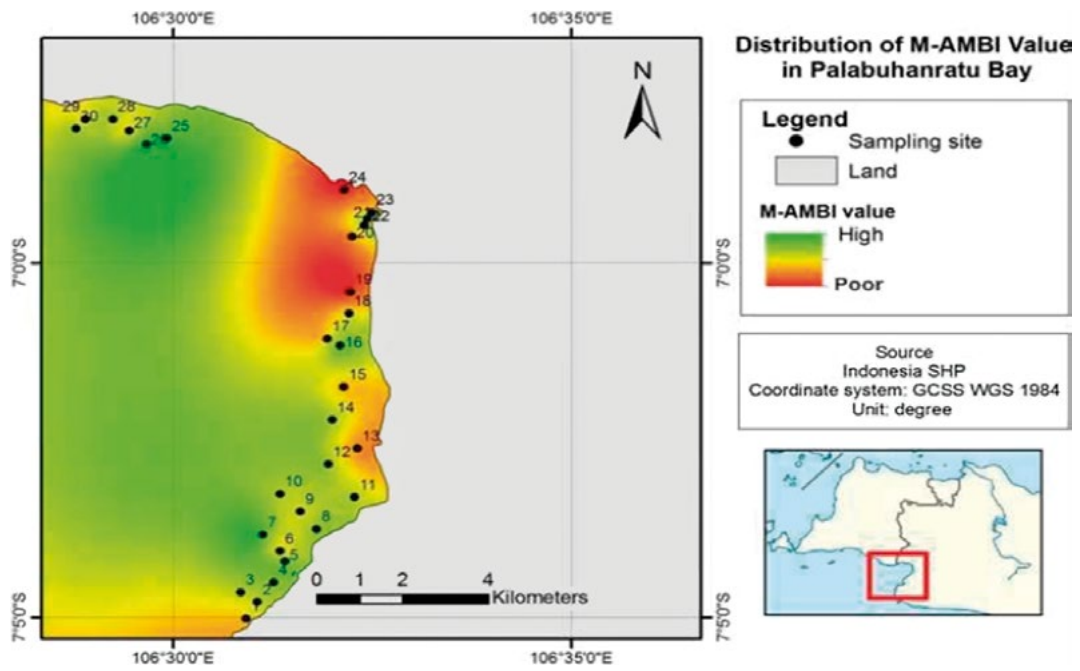 106°30'0"E 106°35'0"E
Distribution of M-AMBI Value
in Palabuhanratu Bay
N
Legend
Sampling site
Land
M-AMBI value
High
Poor
Source
Indonesia SHP
Coordinate system: GCSS WGS 1984
Unit: degree
7°0'0"S
7°0'0"S
7°5'0"S
7°5'0"S
29
30
28
27
25
24
23
22
20
19
18
17
16
15
14
13
12
11
10
9
8
7
6
5
4
3
2
0 1 2 4
Kilometers
106°30'0"E 106°35'0"E